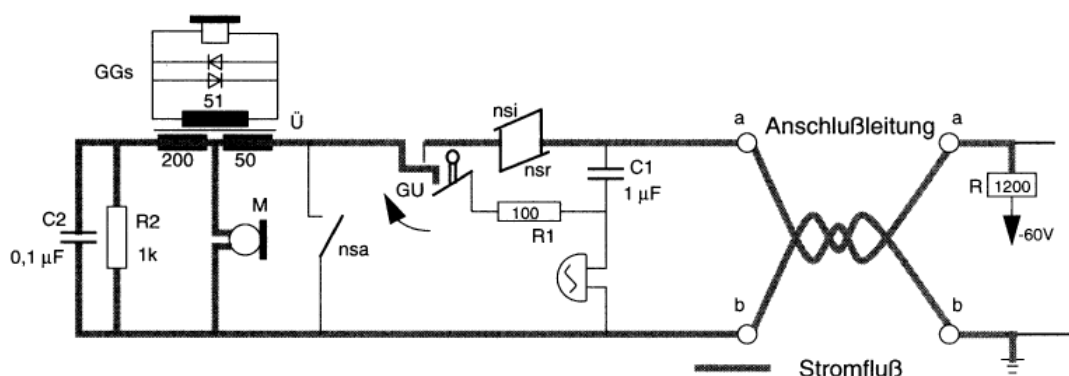 GGs
51
Ü
200
50
C2
0,1 µF
R2
1k
M
nsa
GU
nsi
nsr
100
R1
C1
1 µF
a
Anschlußleitung
a
R
1200
-60V
b
b
Stromfluß